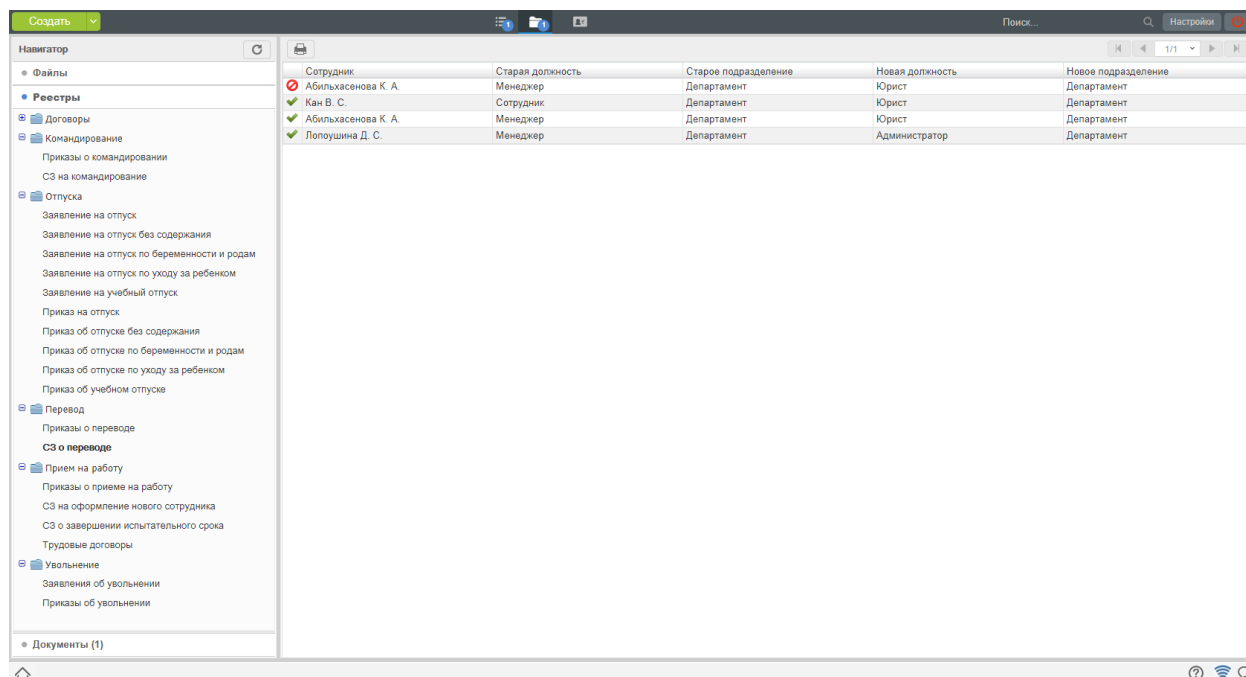 Создать
1
1
Поиск...
Настройки
Навигатор
1/1
Файлы
Реестры
Договоры
Командирование
Приказы о командировании
СЗ на командирование
Отпуска
Заявление на отпуск
Заявление на отпуск без содержания
Заявление на отпуск по беременности и родам
Заявление на отпуск по уходу за ребенком
Заявление на учебный отпуск
Приказ на отпуск
Приказ об отпуске без содержания
Приказ об отпуске по беременности и родам
Приказ об отпуске по уходу за ребенком
Приказ об учебном отпуске
Перевод
Приказы о переводе
СЗ о переводе
Прием на работу
Приказы о приеме на работу
СЗ на оформление нового сотрудника
СЗ о завершении испытательного срока
Трудовые договоры
Увольнение
Заявления об увольнении
Приказы об увольнении
Документы (1)
Сотрудник Старая должность Старое подразделение Новая должность Новое подразделение
Абильхасенова К. А. Менеджер Департамент Юрист Департамент
Кан В. С. Сотрудник Департамент Юрист Департамент
Абильхасенова К. А. Менеджер Департамент Юрист Департамент
Лопоушина Д. С. Менеджер Департамент Администратор Департамент